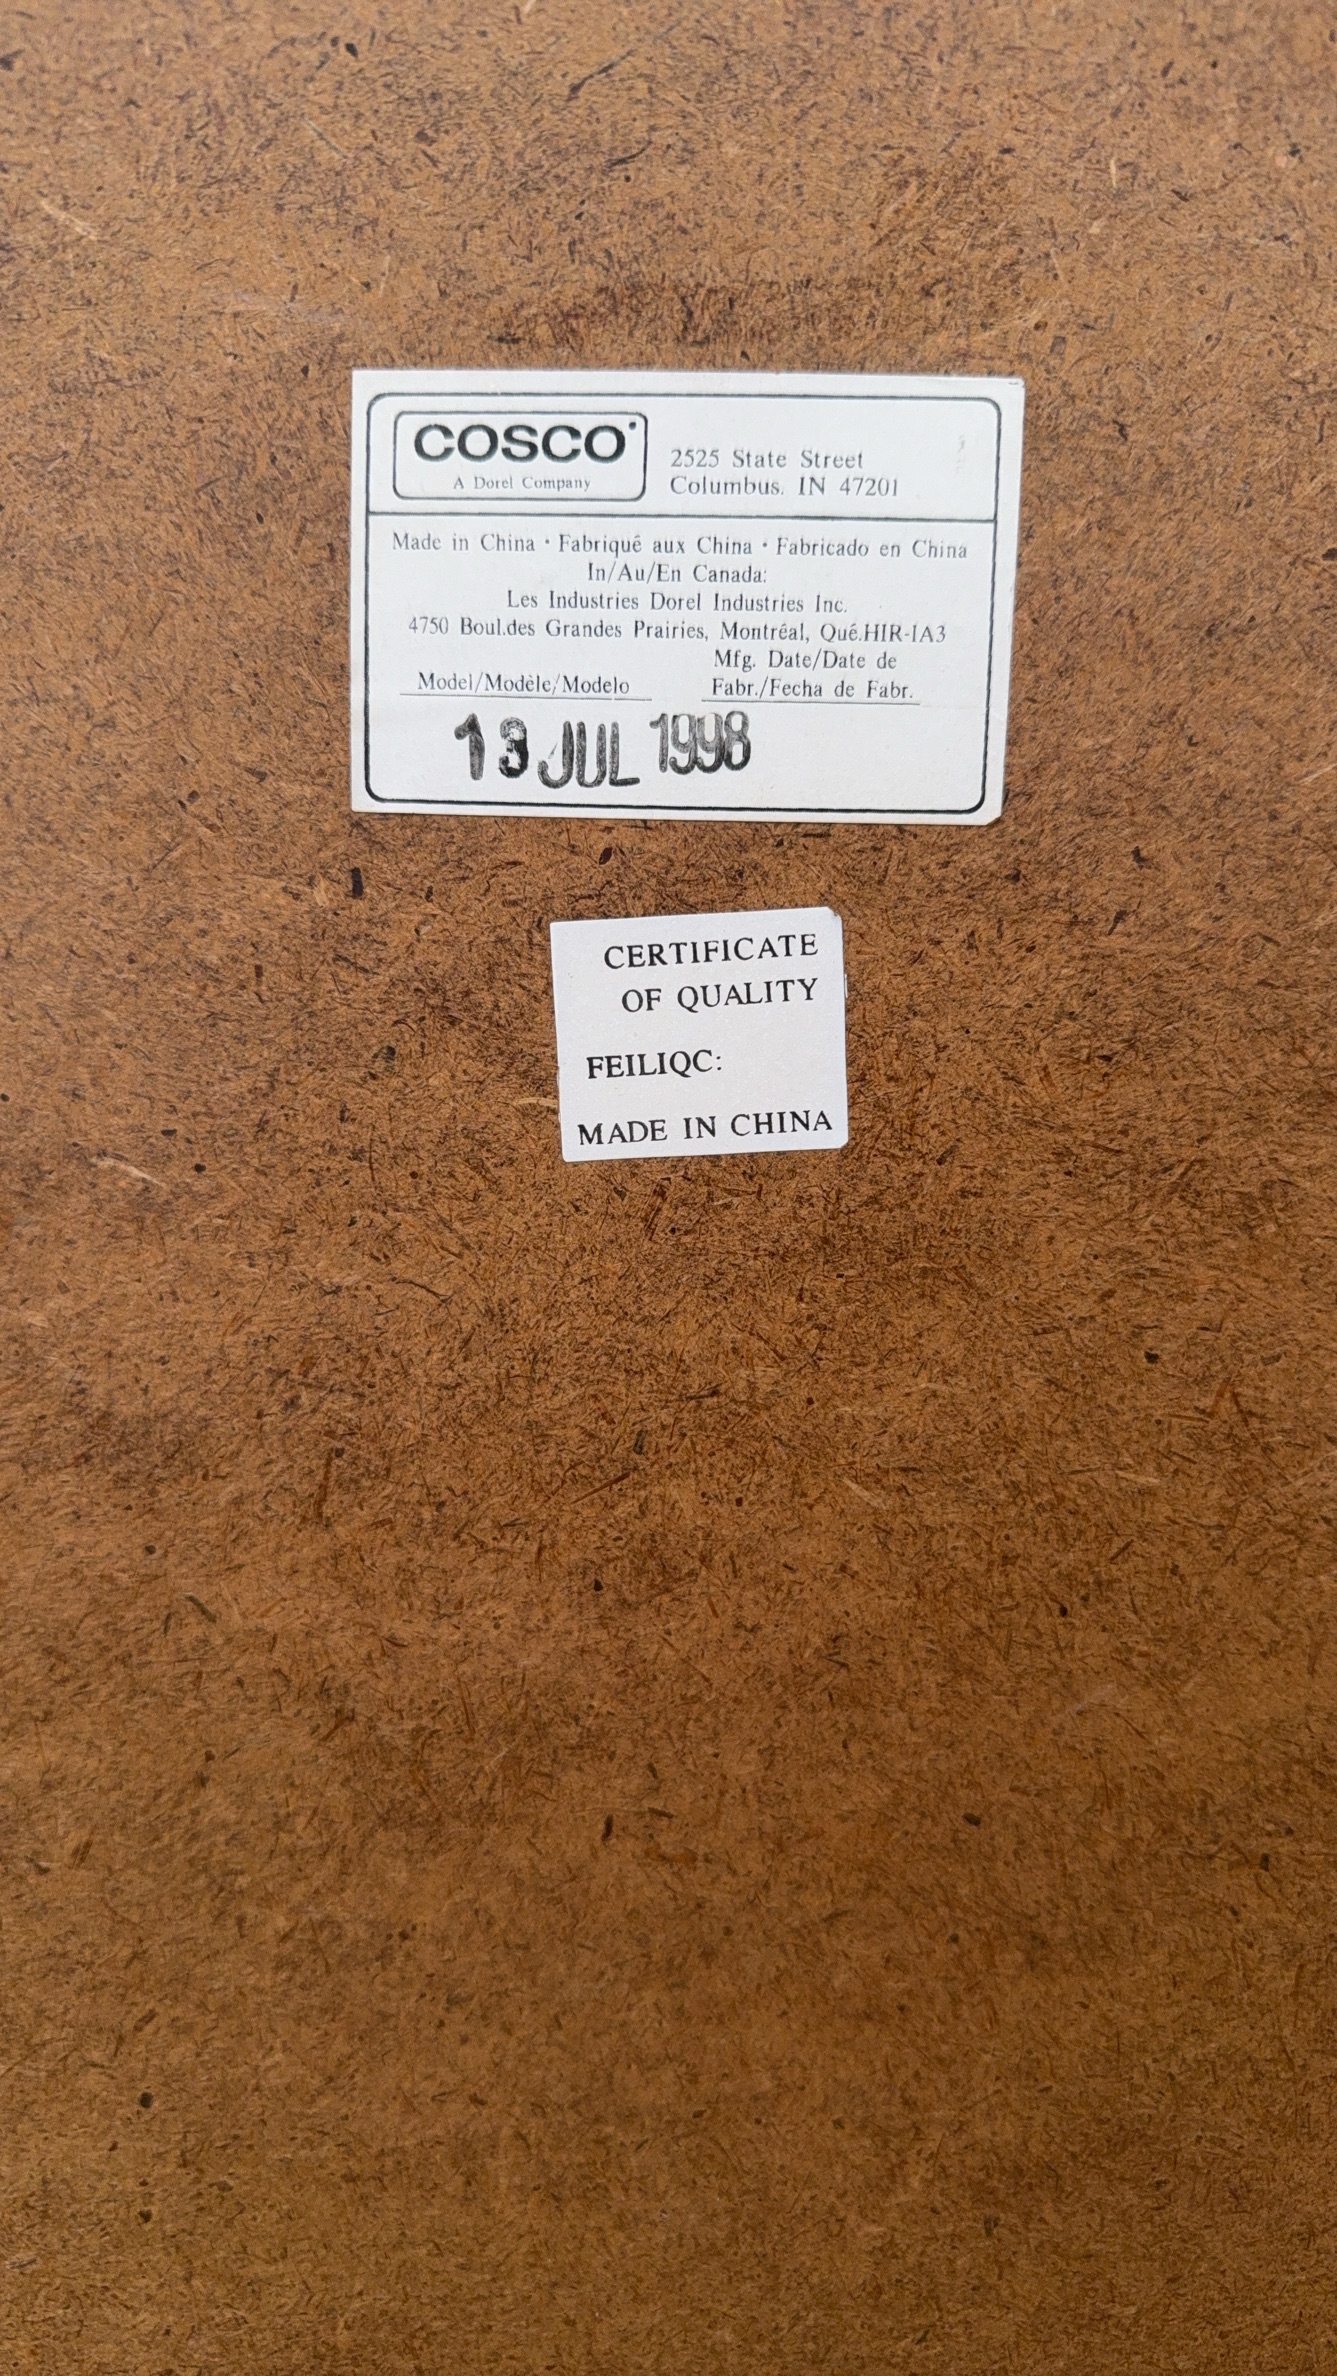 COSCO
A Dorel Company
2525 State Street
Columbus. IN 47201
Made in China · Fabriqué aux China · Fabricado en China
In/Au/En Canada:
Les Industries Dorel Industries Inc.
4750 Boul.des Grandes Prairies, Montréal, Qué.HIR-1A3
Model/Modèle/Modelo
Mfg. Date/Date de
Fabr./Fecha de Fabr.
13 JUL 1998
CERTIFICATE
OF QUALITY
FEILIQC:
MADE IN CHINA